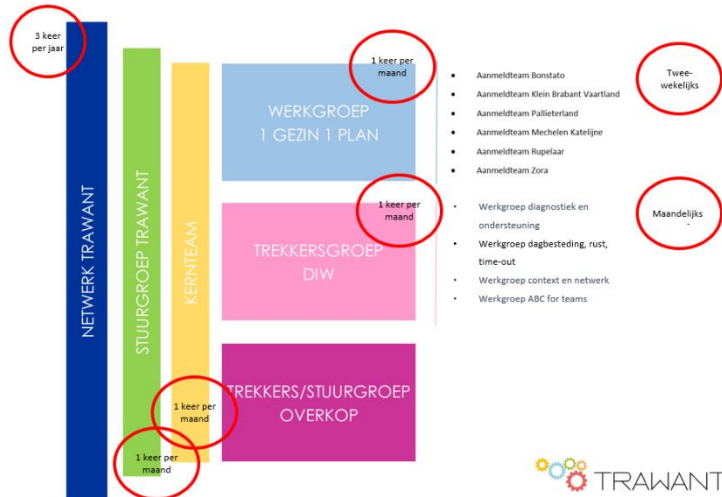 3 keer
per jaar
NETWERK TRAWANT
STUURGROEP TRAWANT
KERNTEAM
1 keer per
maand
WERKGROEP
1 GEZIN 1 PLAN
• Aanmeldteam Bonstato
• Aanmeldteam Klein Brabant Vaartland
• Aanmeldteam Pallieterland
• Aanmeldteam Mechelen Katelijne
• Aanmeldteam Rupelaar
• Aanmeldteam Zora
Twee-
wekelijks
1 keer per
maand
TREKKERSGROEP
DIW
• Werkgroep diagnostiek en
ondersteuning
• Werkgroep dagbesteding, rust,
time-out
• Werkgroep context en netwerk
• Werkgroep ABC for teams
Maandelijks
TREKKERS/STUURGROEP
OVERKOP
1 keer per
maand
1 keer per
maand
TRAWANT